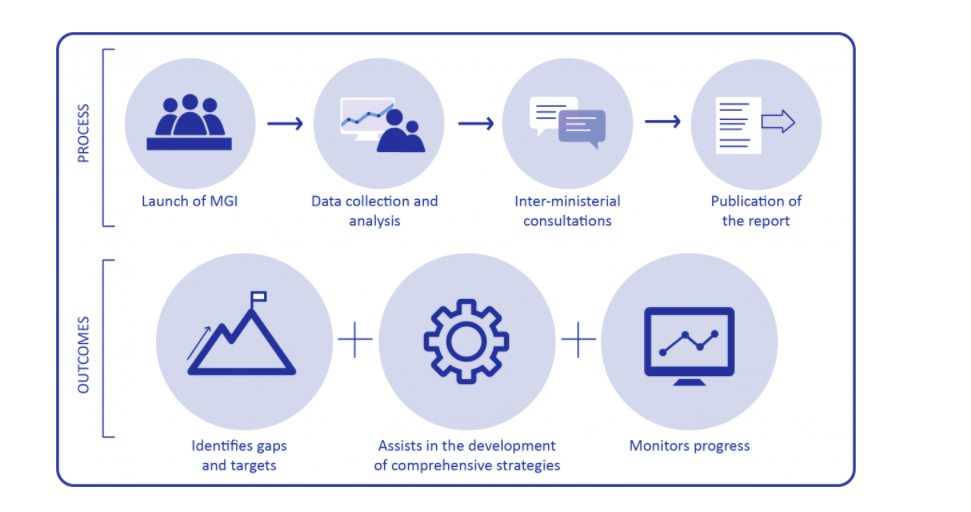 PROCESS
Launch of MGI
Data collection and
analysis
Inter-ministerial
consultations
Publication of
the report
OUTCOMES
Identifies gaps
and targets
Assists in the development
of comprehensive strategies
Monitors progress